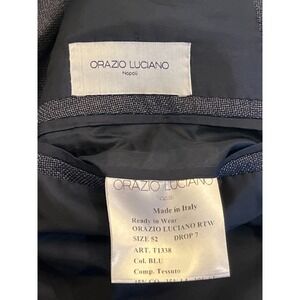 ORAZIO LUCIANO
Napoli
ORAZIO LUCIANO
Napoli
Made in Italy
Ready to Wear
ORAZIO LUCIANO RTW
SIZE 52 DROP 7
ART. T1338
Col. BLU
Comp. Tessuto